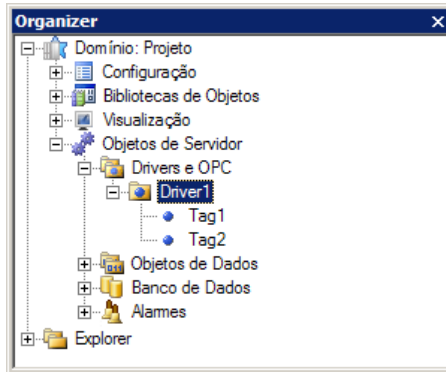 Organizer
Domínio: Projeto
Configuração
Bibliotecas de Objetos
Visualização
Objetos de Servidor
Drivers e OPC
Driver1
Tag1
Tag2
Objetos de Dados
Banco de Dados
Alarmes
Explorer